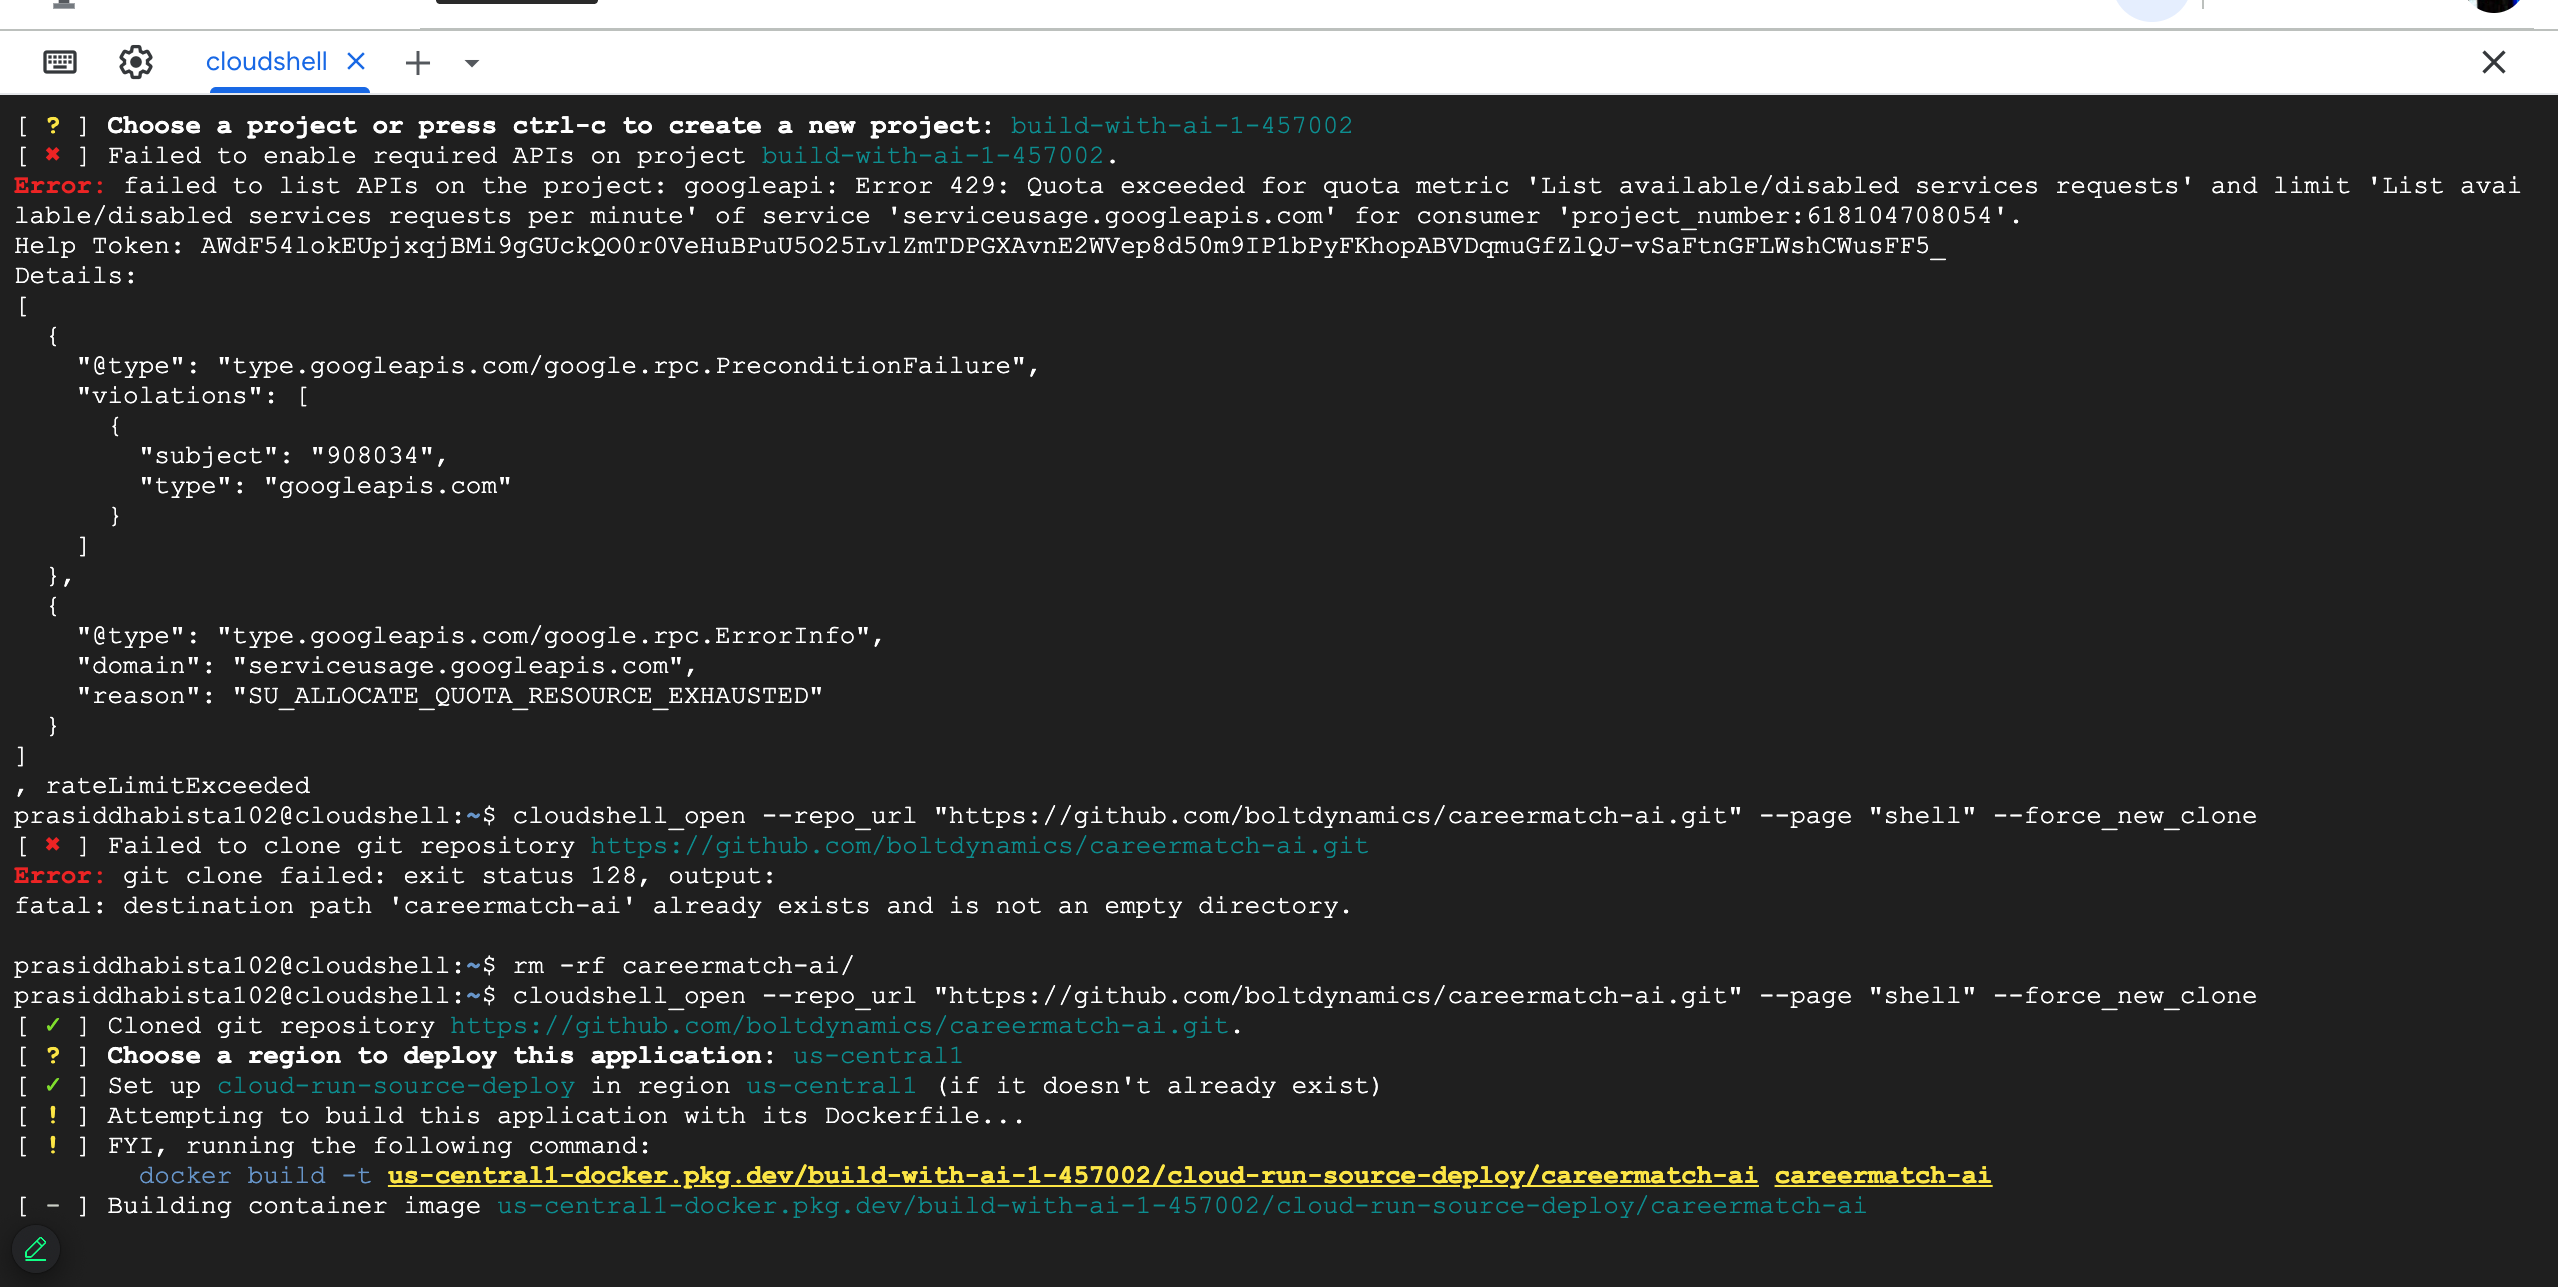 cloudshell
[ ? ] Choose a project or press ctrl-c to create a new project: build-with-ai-1-457002
[ ✖ ] Failed to enable required APIs on project build-with-ai-1-457002.
Error: failed to list APIs on the project: googleapi: Error 429: Quota exceeded for quota metric 'List available/disabled services requests' and limit 'List avai
lable/disabled services requests per minute' of service 'serviceusage.googleapis.com' for consumer 'project_number:618104708054'.
Help Token: AWdF54lokEUpjxqjBMi9gGUckQO0r0VeHuBPuU5O25LvlZmTDPGXAvnE2WVep8d50m9IP1bPyFKhopABVDqmuGfZlQJ-vSaFtnGFLWshCWusFF5_
Details:
[
  {
    "@type": "type.googleapis.com/google.rpc.PreconditionFailure",
    "violations": [
      {
        "subject": "908034",
        "type": "googleapis.com"
      }
    ]
  },
  {
    "@type": "type.googleapis.com/google.rpc.ErrorInfo",
    "domain": "serviceusage.googleapis.com",
    "reason": "SU_ALLOCATE_QUOTA_RESOURCE_EXHAUSTED"
  }
]
, rateLimitExceeded
prasiddhabista102@cloudshell:~$ cloudshell_open --repo_url "https://github.com/boltdynamics/careermatch-ai.git" --page "shell" --force_new_clone
[ ✖ ] Failed to clone git repository https://github.com/boltdynamics/careermatch-ai.git
Error: git clone failed: exit status 128, output:
fatal: destination path 'careermatch-ai' already exists and is not an empty directory.
prasiddhabista102@cloudshell:~$ rm -rf careermatch-ai/
prasiddhabista102@cloudshell:~$ cloudshell_open --repo_url "https://github.com/boltdynamics/careermatch-ai.git" --page "shell" --force_new_clone
[ ✓ ] Cloned git repository https://github.com/boltdynamics/careermatch-ai.git.
[ ? ] Choose a region to deploy this application: us-central1
[ ✓ ] Set up cloud-run-source-deploy in region us-central1 (if it doesn't already exist)
[ ! ] Attempting to build this application with its Dockerfile...
[ ! ] FYI, running the following command:
        docker build -t us-central1-docker.pkg.dev/build-with-ai-1-457002/cloud-run-source-deploy/careermatch-ai careermatch-ai
[ - ] Building container image us-central1-docker.pkg.dev/build-with-ai-1-457002/cloud-run-source-deploy/careermatch-ai